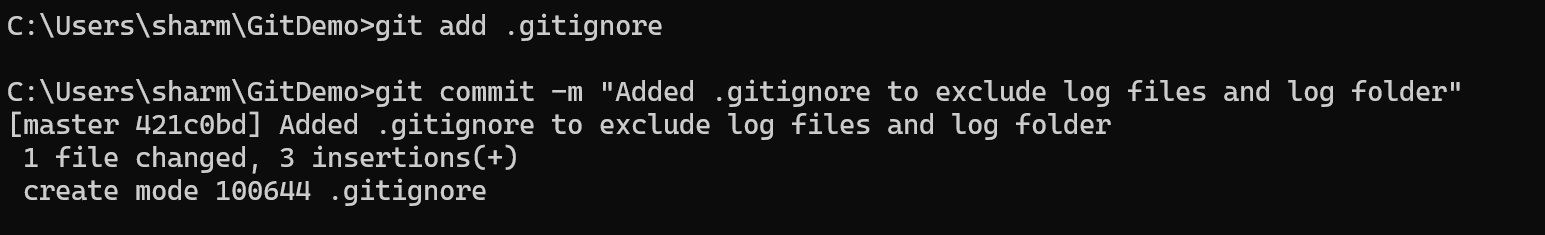 C:\Users\sharm\GitDemo>git add .gitignore
C:\Users\sharm\GitDemo>git commit -m "Added .gitignore to exclude log files and log folder"
[master 421c0bd] Added .gitignore to exclude log files and log folder
 1 file changed, 3 insertions(+)
 create mode 100644 .gitignore